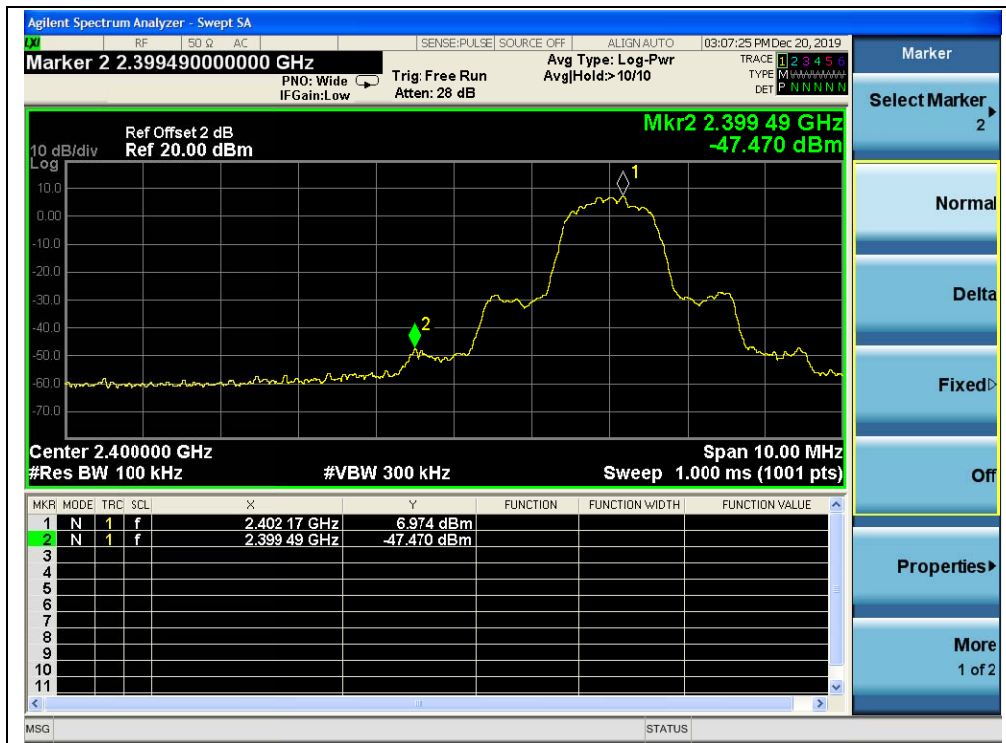 Agilent Spectrum Analyzer - Swept SA
LXI RF 50 Ω AC SENSE:PULSE SOURCE OFF ALIGN AUTO 03:07:25 PM Dec 20, 2019
Marker 2 2.399490000000 GHz
PNO: Wide
IFGain:Low
Trig: Free Run
Atten: 28 dB
Avg Type: Log-Pwr
Avg|Hold:>10/10
TRACE 1 2 3 4 5 6
TYPE M
DET P N N N N N
Ref Offset 2 dB
Ref 20.00 dBm
10 dB/div
Log
Mkr2 2.399 49 GHz
-47.470 dBm
10.0
0.00
-10.0
-20.0
-30.0
-40.0
-50.0
-60.0
-70.0
1
2
Center 2.400000 GHz Span 10.00 MHz
#Res BW 100 kHz #VBW 300 kHz Sweep 1.000 ms (1001 pts)
MKR MODE TRC SCL X Y FUNCTION FUNCTION WIDTH FUNCTION VALUE
1 N 1 f 2.402 17 GHz 6.974 dBm
2 N 1 f 2.399 49 GHz -47.470 dBm
3
4
5
6
7
8
9
10
11
MSG STATUS
Marker
Select Marker
2
Normal
Delta
Fixed
Off
Properties
More
1 of 2